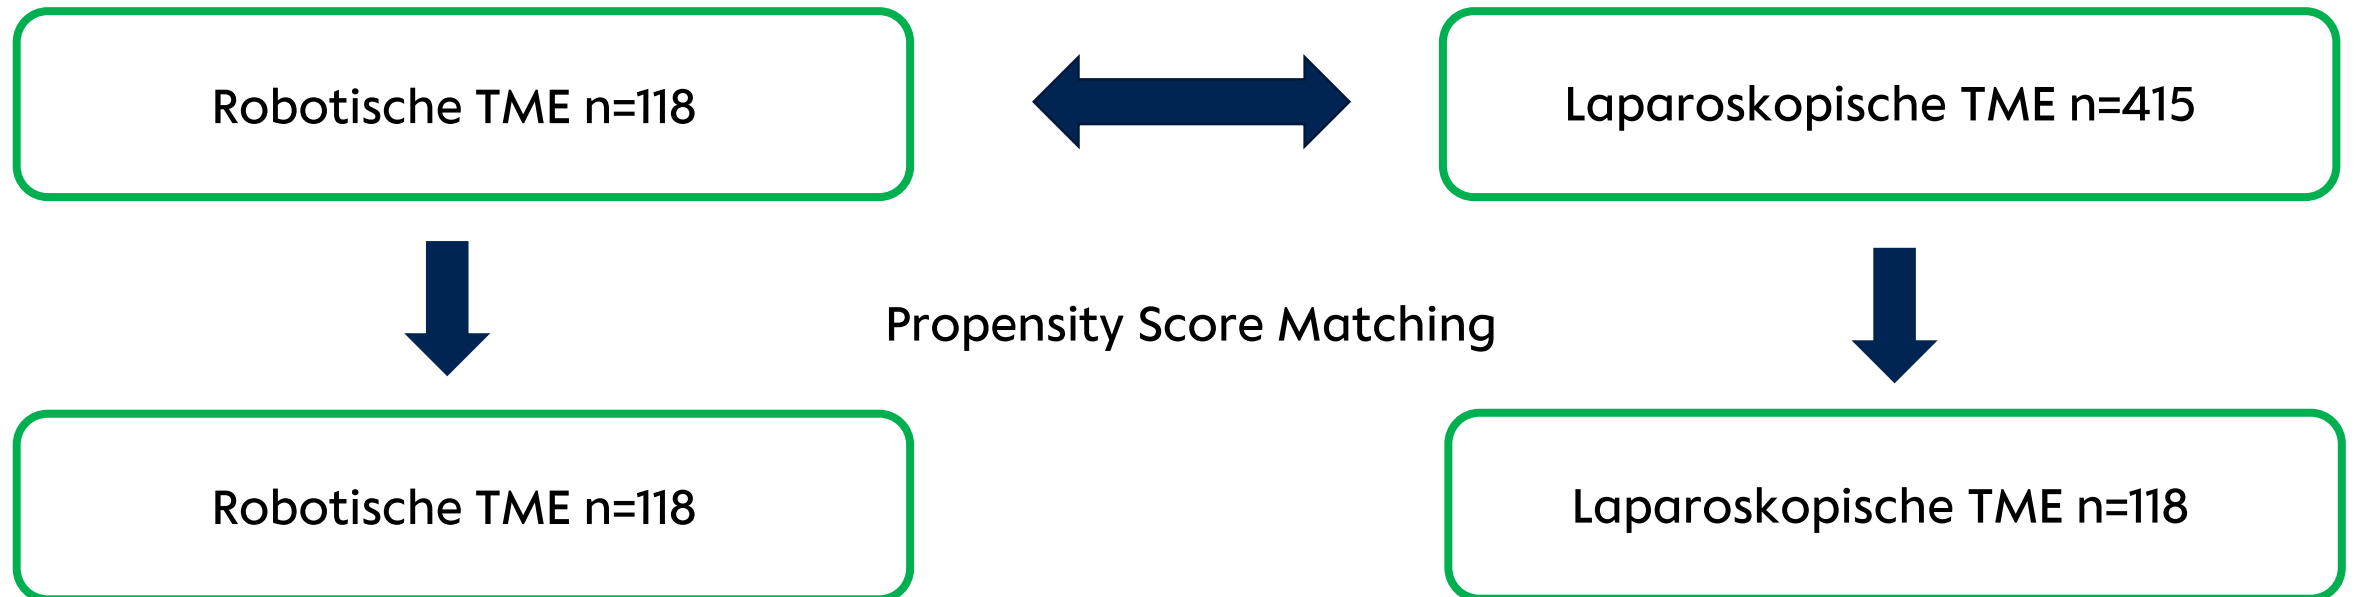 Robotische TME n=118
Laparoskopische TME n=415
Propensity Score Matching
Robotische TME n=118
Laparoskopische TME n=118